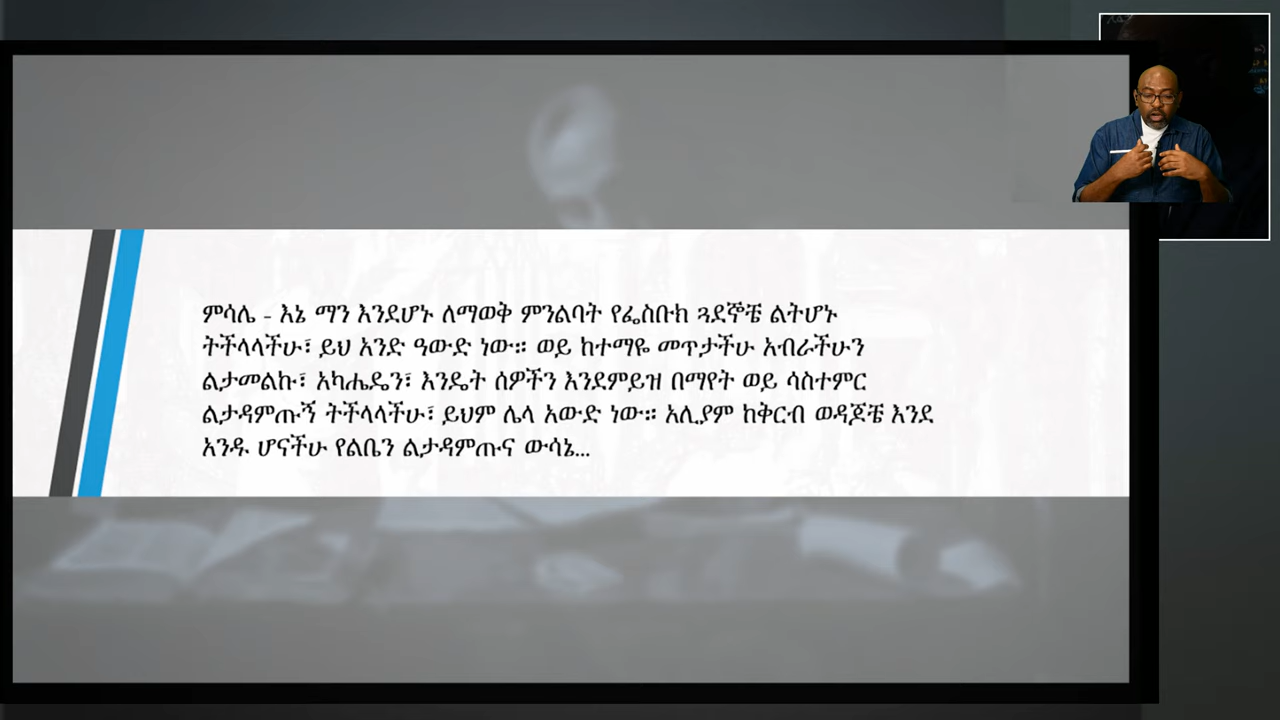 ምሳሌ - እኔ ማን እንደሆኑ ለማወቅ ምንልባት የፌስቡክ ጓደኞቼ ልትሆኑ
ትችላላችሁ፣ ይህ አንድ ዓውድ ነው። ወይ ከተማዬ መጥታችሁ አብራችሁን
ልታመልኩ፣ አካሔዴን፣ እንዴት ሰዎችን እንደምይዝ በማየት ወይ ሳስተምር
ልታዳምጡኝ ትችላላችሁ፣ ይህም ሌላ አውድ ነው። አሊያም ከቅርብ ወዳጆቼ እንደ
አንዱ ሆናችሁ የልቤን ልታዳምጡና ውሳኔ...